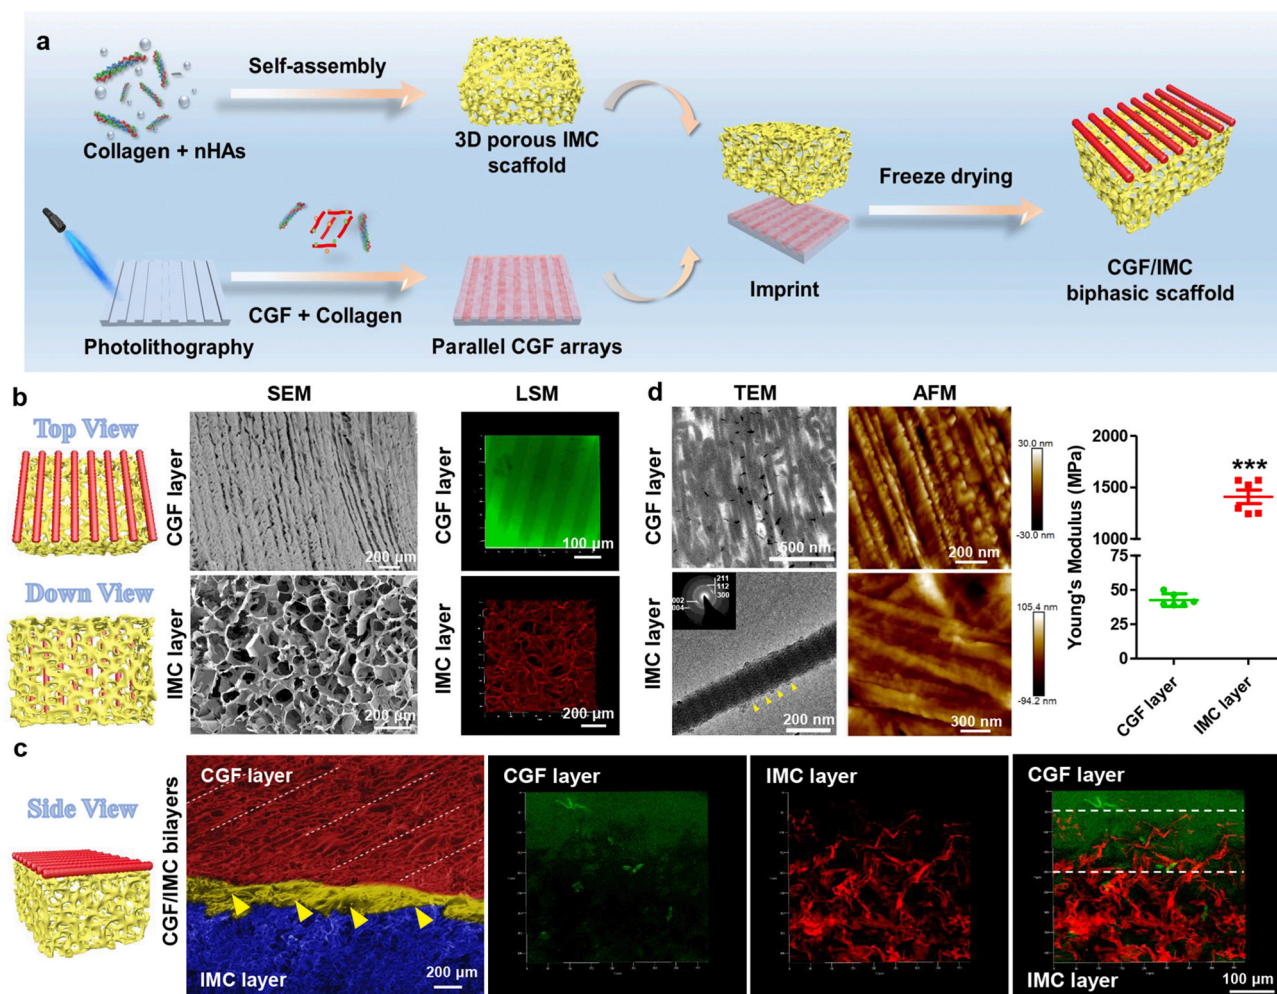 a
Self-assembly
Collagen + nHAs
3D porous IMC
scaffold
Freeze drying
CGF + Collagen
Photolithography
Parallel CGF arrays
Imprint
CGF/IMC
biphasic scaffold
b
SEM
LSM
Top View
CGF layer
200 µm
CGF layer
100 µm
Down View
IMC layer
200 µm
IMC layer
200 µm
d
TEM
AFM
CGF layer
500 nm
200 nm
30.0 nm
-30.0 nm
IMC layer
211
112
300
002
004
200 nm
300 nm
105.4 nm
-94.2 nm
Young's Modulus (MPa)
2000
1500
1000
75
50
25
0
***
CGF layer
IMC layer
c
Side View
CGF/IMC bilayers
CGF layer
IMC layer
200 µm
CGF layer
IMC layer
CGF layer
IMC layer
100 µm